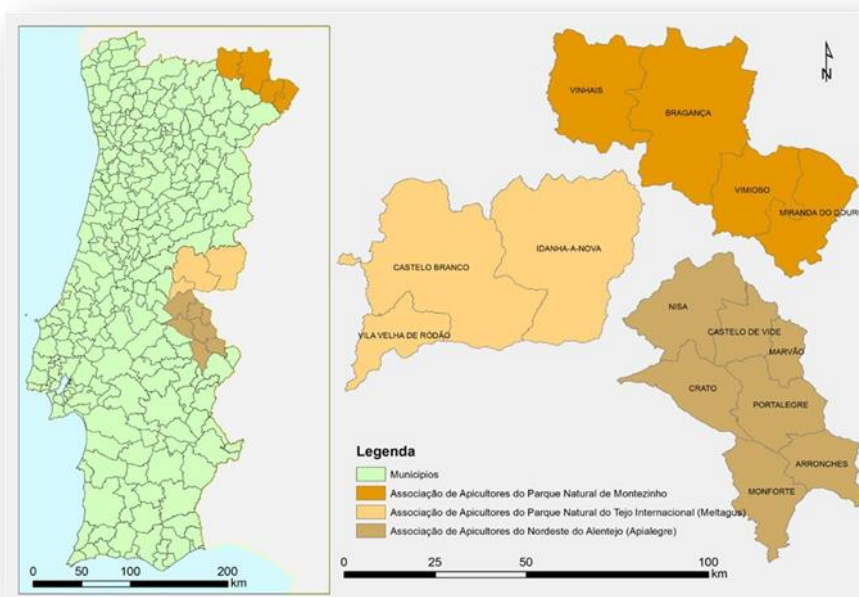 N
VINHAIS
BRAGANÇA
VIMIOSO
MIRANDA DO DOURO
IDANHA-A-NOVA
CASTELO BRANCO
VILA VELHA DE RÓDÃO
NISA
CASTELO DE VIDE
MARVÃO
CRATO
PORTALEGRE
ARRONCHES
MONFORTE
Legenda
Municípios
Associação de Apicultores do Parque Natural de Montezinho
Associação de Apicultores do Parque Natural do Tejo Internacional (Meltagus)
Associação de Apicultores do Nordeste do Alentejo (Apialegre)
0 50 100 200
km
0 25 50 100
km